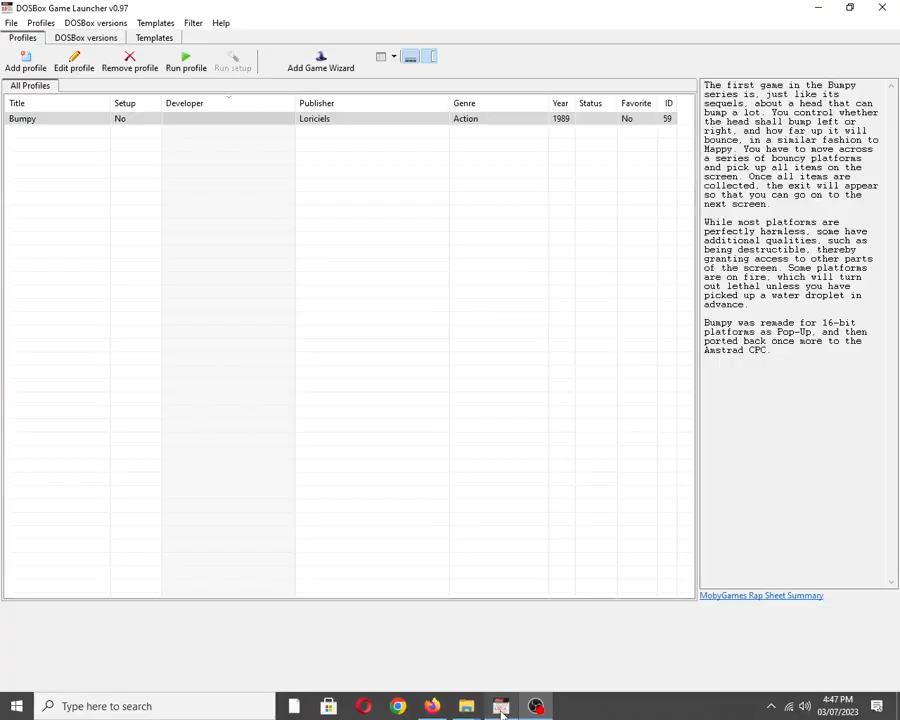 DOSBox Game Launcher v0.97
File Profiles DOSBox versions Templates Filter Help
Profiles DOSBox versions Templates
Add profile Edit profile Remove profile Run profile Run setup Add Game Wizard
All Profiles
Title Setup Developer Publisher Genre Year Status Favorite ID
Bumpy No Loriciels Action 1989 No 59
The first game in the Bumpy
series is, just like its
sequels, about a head that can
bump a lot. You control whether
the head shall bump left or
right, and how far up it will
bounce, in a similar fashion to
Mappy. You have to move across
a series of bouncy platforms
and pick up all items on the
screen. Once all items are
collected, the exit will appear
so that you can go on to the
next screen.
While most platforms are
perfectly harmless, some have
additional qualities, such as
being destructible, thereby
granting access to other parts
of the screen. Some platforms
are on fire, which will turn
out lethal unless you have
picked up a water droplet in
advance.
Bumpy was remade for 16-bit
platforms as Pop-Up, and then
ported back once more to the
Amstrad CPC.
MobyGames Rap Sheet Summary
Type here to search
4:47 PM
03/07/2023